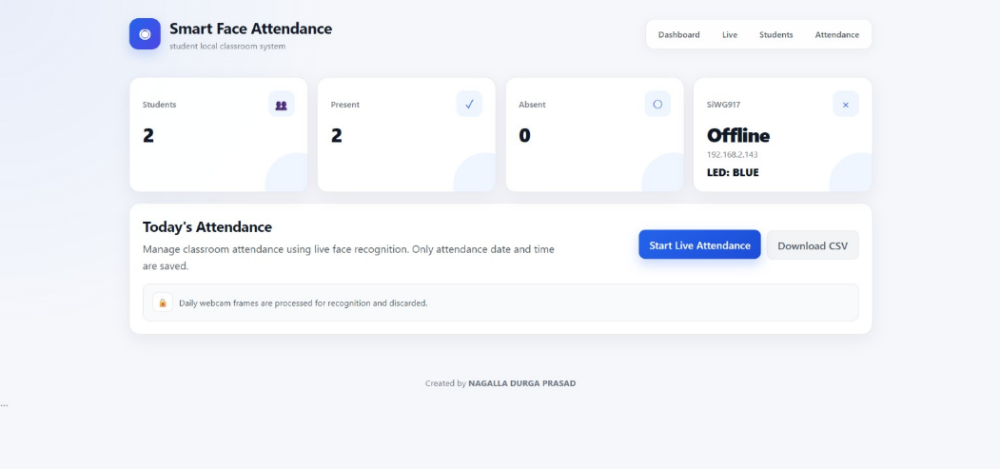 Smart Face Attendance
student local classroom system
Dashboard Live Students Attendance
Students
2
Present
✓
2
Absent
0
SiWG917
×
Offline
192.168.2.143
LED: BLUE
Today's Attendance
Manage classroom attendance using live face recognition. Only attendance date and time
are saved.
Start Live Attendance
Download CSV
Daily webcam frames are processed for recognition and discarded.
Created by NAGALLA DURGA PRASAD
...